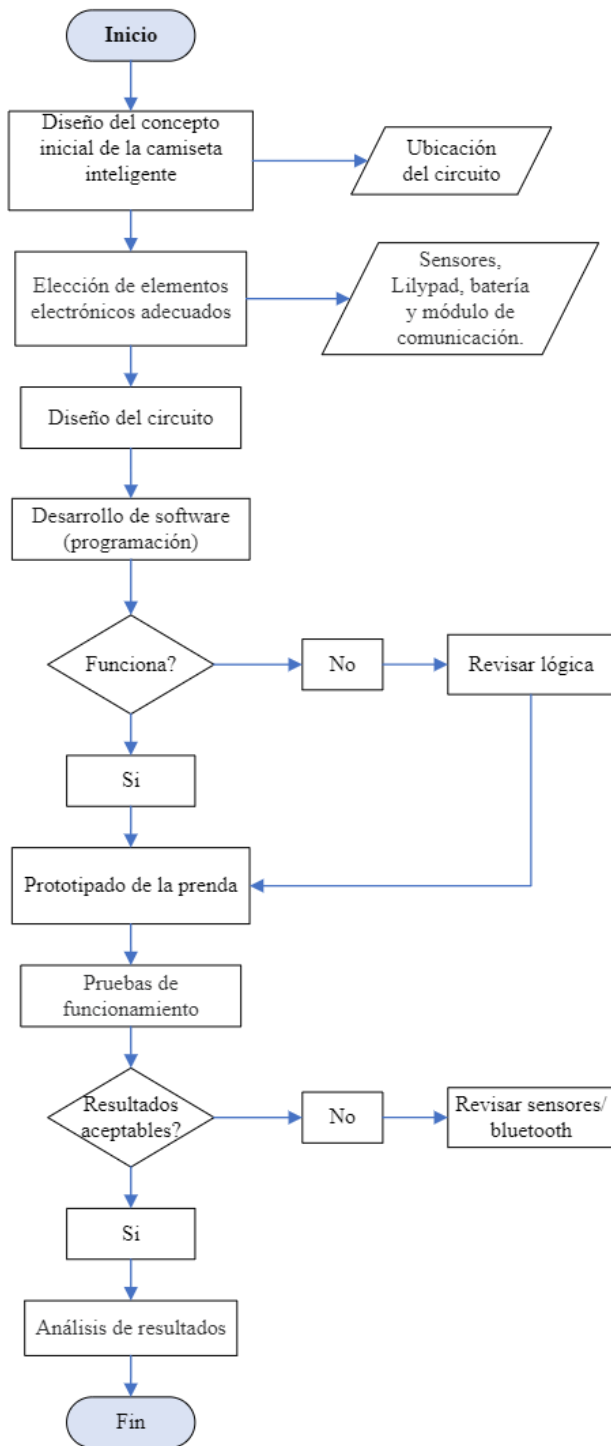 Inicio
Diseño del concepto
inicial de la camiseta
inteligente
Ubicación
del circuito
Elección de elementos
electrónicos adecuados
Sensores,
Lilypad, batería
y módulo de
comunicación.
Diseño del circuito
Desarrollo de software
(programación)
Funciona?
No
Revisar lógica
Si
Prototipado de la prenda
Pruebas de
funcionamiento
Resultados
aceptables?
No
Revisar sensores/
bluetooth
Si
Análisis de resultados
Fin